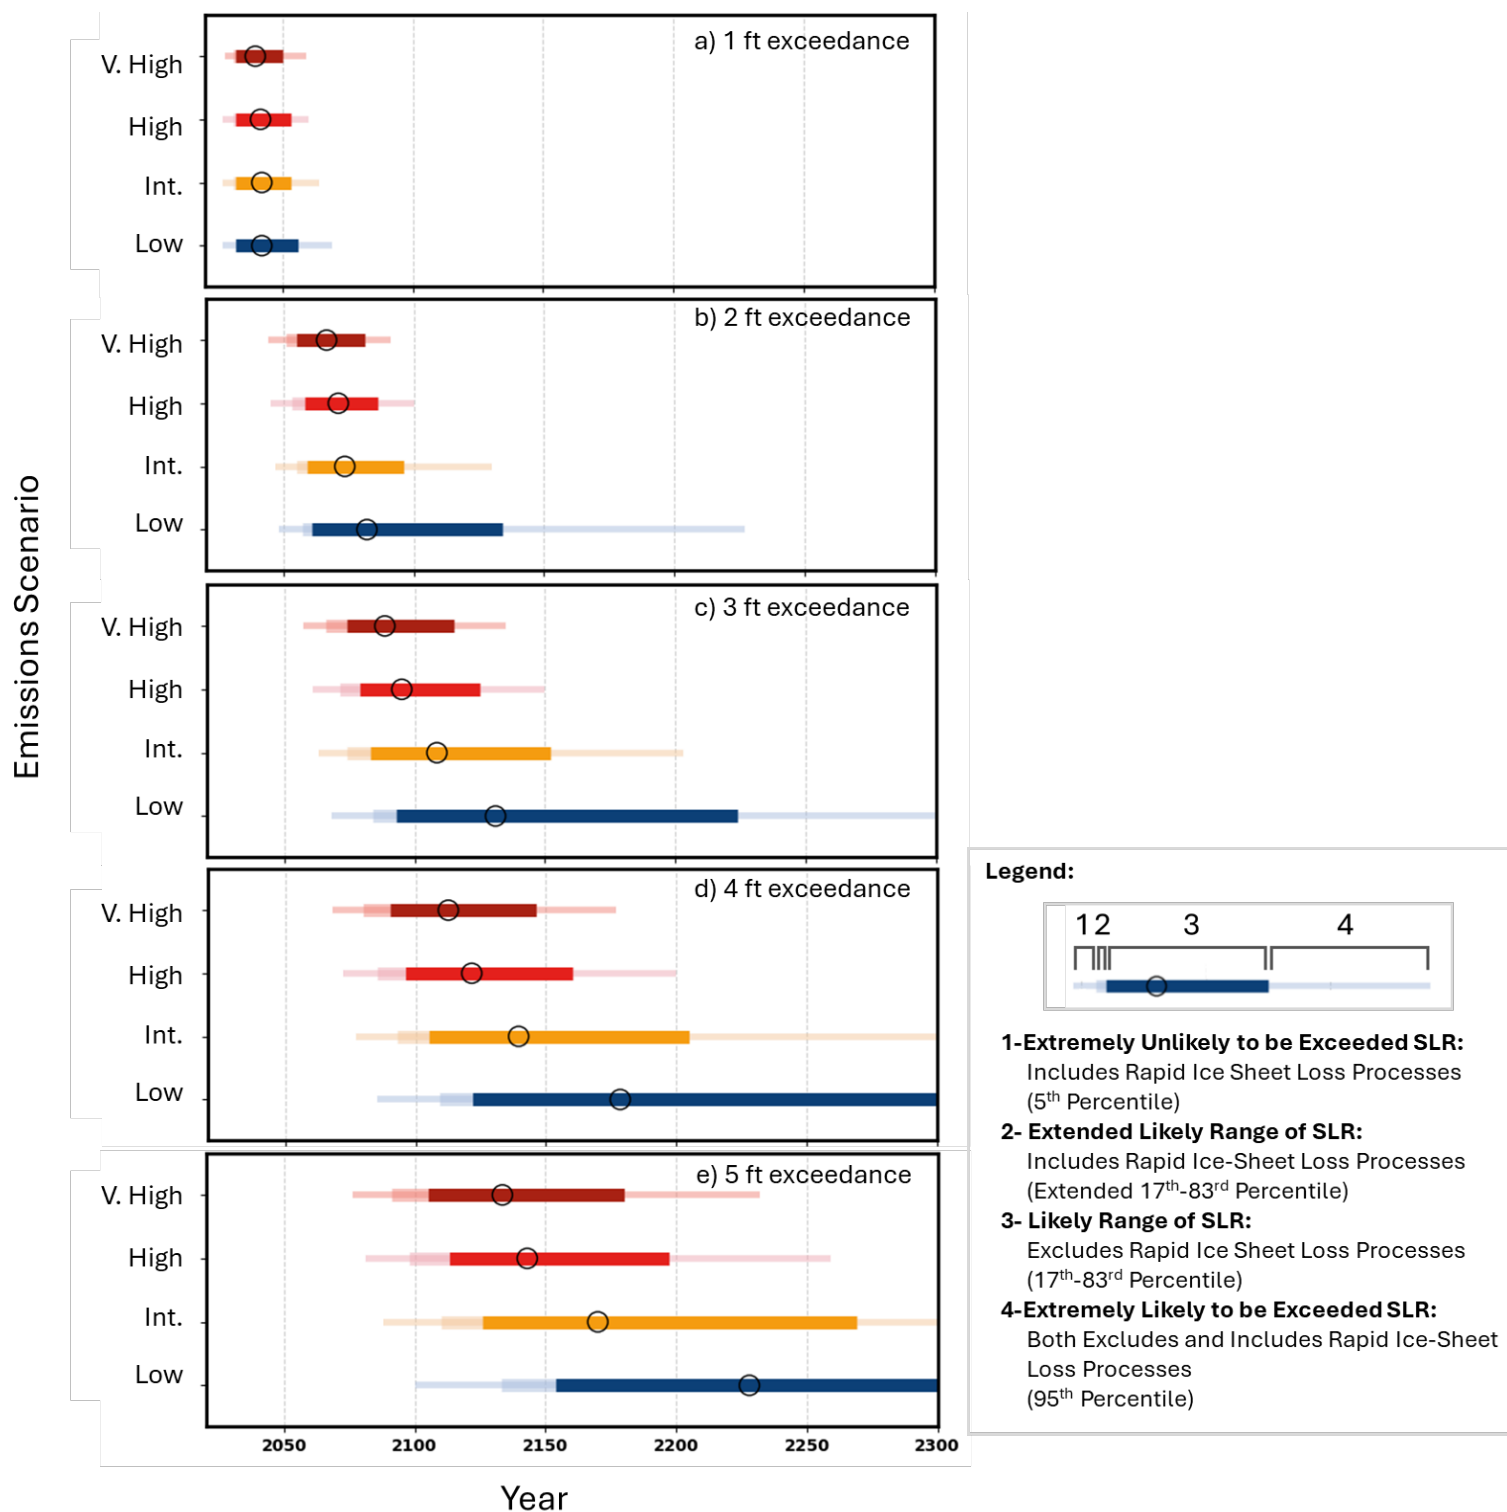 Emissions Scenario
a) 1 ft exceedance
V. High
High
Int.
Low
b) 2 ft exceedance
V. High
High
Int.
Low
c) 3 ft exceedance
V. High
High
Int.
Low
d) 4 ft exceedance
V. High
High
Int.
Low
e) 5 ft exceedance
V. High
High
Int.
Low
2050 2100 2150 2200 2250 2300
Year
Legend:
1 2 3 4
1-Extremely Unlikely to be Exceeded SLR:
Includes Rapid Ice Sheet Loss Processes
(5th Percentile)
2- Extended Likely Range of SLR:
Includes Rapid Ice-Sheet Loss Processes
(Extended 17th-83rd Percentile)
3- Likely Range of SLR:
Excludes Rapid Ice Sheet Loss Processes
(17th-83rd Percentile)
4-Extremely Likely to be Exceeded SLR:
Both Excludes and Includes Rapid Ice-Sheet
Loss Processes
(95th Percentile)